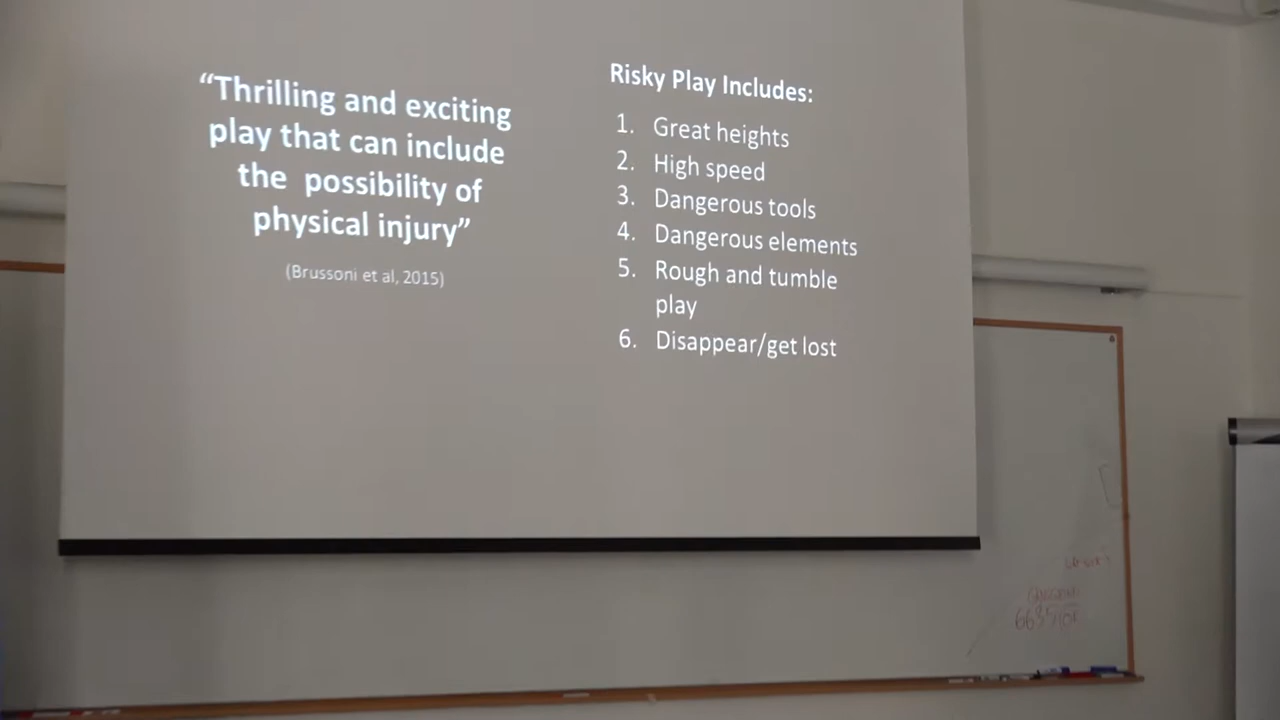 “Thrilling and exciting
play that can include
the possibility of
physical injury”
(Brussoni et al, 2015)
Risky Play Includes:
1. Great heights
2. High speed
3. Dangerous tools
4. Dangerous elements
5. Rough and tumble
play
6. Disappear/get lost